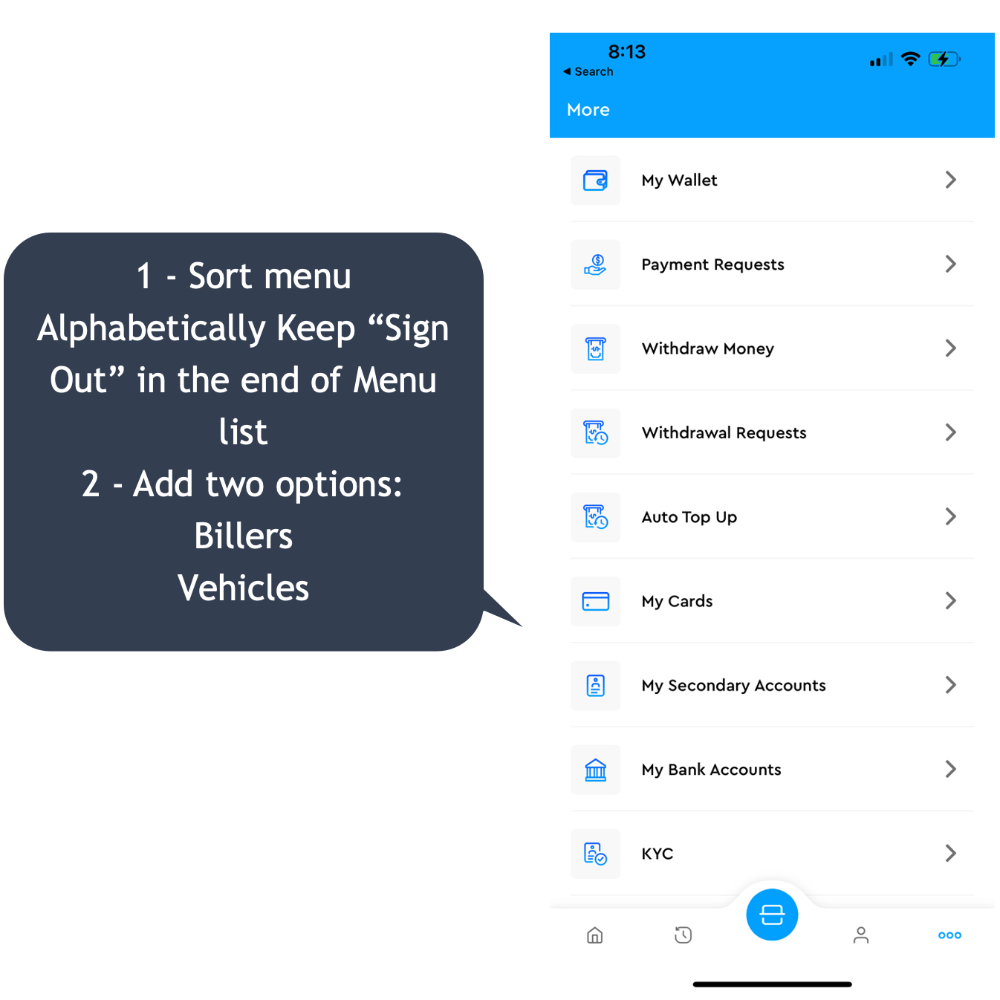 1 - Sort menu
Alphabetically Keep “Sign
Out” in the end of Menu
list
2 - Add two options:
Billers
Vehicles
8:13
◀ Search
More
My Wallet
Payment Requests
Withdraw Money
Withdrawal Requests
Auto Top Up
My Cards
My Secondary Accounts
My Bank Accounts
KYC